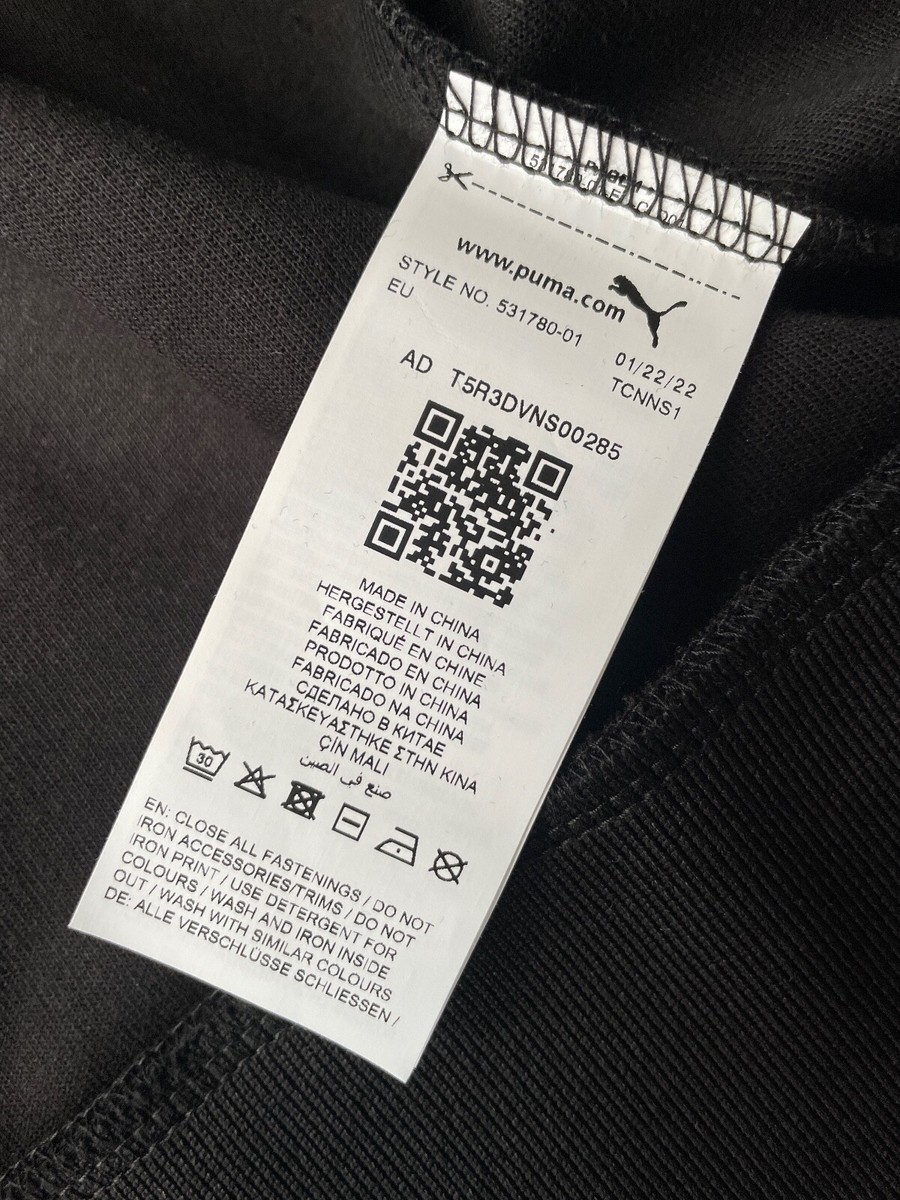 www.puma.com
STYLE NO. 531780-01
EU
01/22/22
TCNNS1
AD T5R3DVNS00285
MADE IN CHINA
HERGESTELLT IN CHINA
FABRIQUÉ EN CHINE
FABRICADO EN CHINA
PRODOTTO IN CHINA
FABRICADO NA CHINA
СДЕЛАНО В КИТАЕ
ΚΑΤΑΣΚΕΥΑΣΤΗΚΕ ΣΤΗΝ ΚΙΝΑ
ÇİN MALI
صنع في الصين
30
EN: CLOSE ALL FASTENINGS / DO NOT
IRON ACCESSORIES/TRIMS / DO NOT
IRON PRINT / USE DETERGENT FOR
COLOURS / WASH AND IRON INSIDE
OUT / WASH WITH SIMILAR COLOURS
DE: ALLE VERSCHLÜSSE SCHLIESSEN /